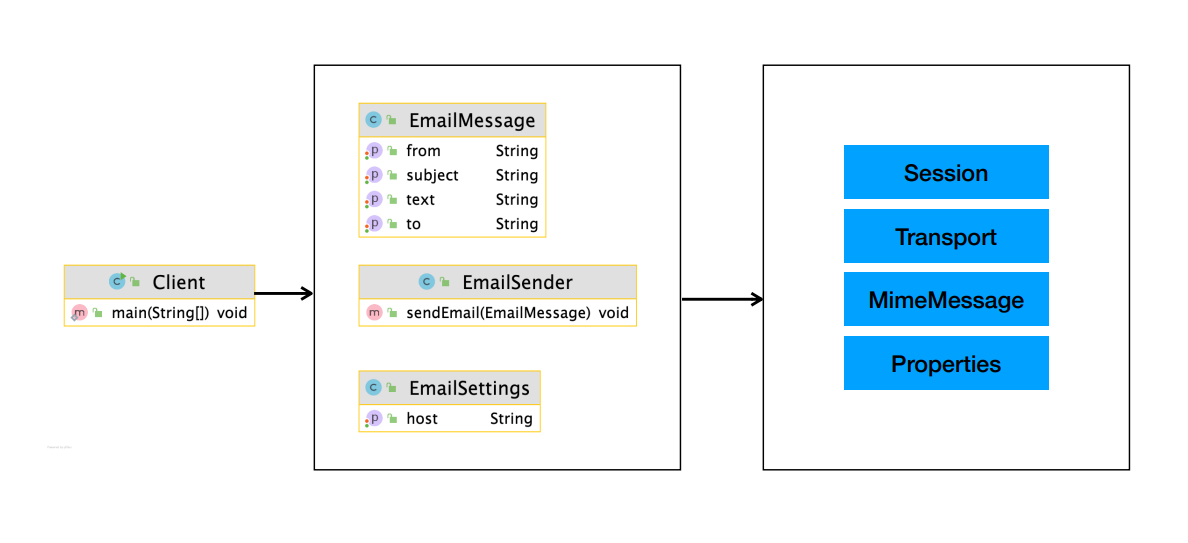 C EmailMessage
p from String
p subject String
p text String
p to String
C Client
m main(String[]) void
C EmailSender
m sendEmail(EmailMessage) void
C EmailSettings
p host String
Session
Transport
MimeMessage
Properties